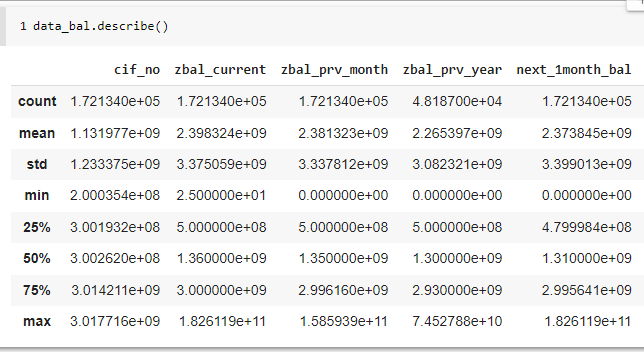 1 data_bal.describe()
cif_no zbal_current zbal_prv_month zbal_prv_year next_1month_bal
count 1.721340e+05 1.721340e+05 1.721340e+05 4.818700e+04 1.721340e+05
mean 1.131977e+09 2.398324e+09 2.381323e+09 2.265397e+09 2.373845e+09
std 1.233375e+09 3.375059e+09 3.337812e+09 3.082321e+09 3.399013e+09
min 2.000354e+08 2.500000e+01 0.000000e+00 0.000000e+00 0.000000e+00
25% 3.001932e+08 5.000000e+08 5.000000e+08 5.000000e+08 4.799984e+08
50% 3.002620e+08 1.360000e+09 1.350000e+09 1.300000e+09 1.310000e+09
75% 3.014211e+09 3.000000e+09 2.996160e+09 2.930000e+09 2.995641e+09
max 3.017716e+09 1.826119e+11 1.585939e+11 7.452788e+10 1.826119e+11